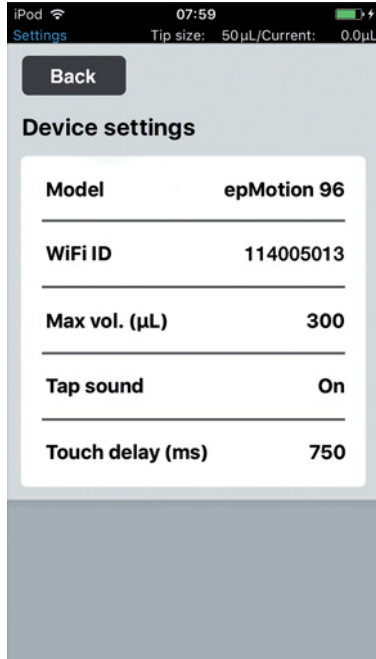 iPod 07:59
Settings Tip size: 50µL/Current: 0.0µL
Back
Device settings
Model epMotion 96
WiFi ID 114005013
Max vol. (µL) 300
Tap sound On
Touch delay (ms) 750